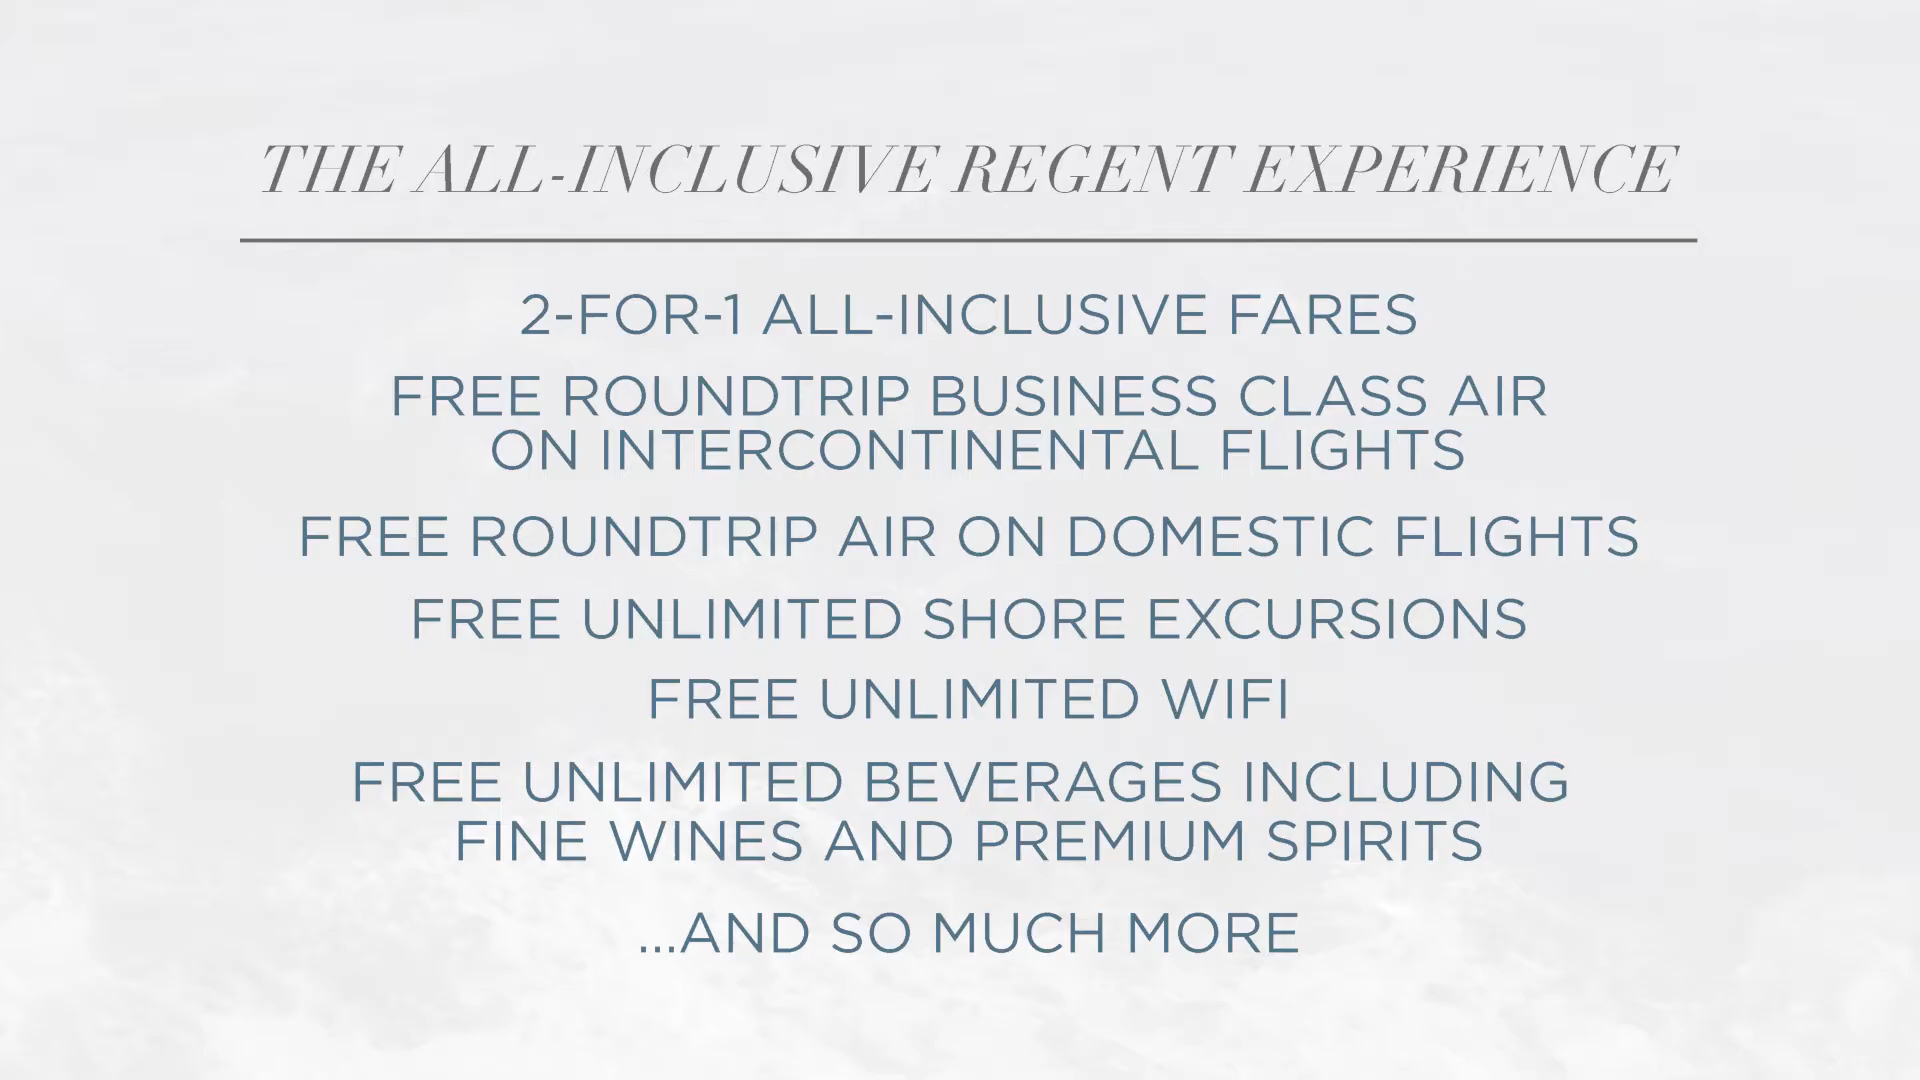 THE ALL-INCLUSIVE REGENT EXPERIENCE
2-FOR-1 ALL-INCLUSIVE FARES
FREE ROUNDTRIP BUSINESS CLASS AIR
ON INTERCONTINENTAL FLIGHTS
FREE ROUNDTRIP AIR ON DOMESTIC FLIGHTS
FREE UNLIMITED SHORE EXCURSIONS
FREE UNLIMITED WIFI
FREE UNLIMITED BEVERAGES INCLUDING
FINE WINES AND PREMIUM SPIRITS
...AND SO MUCH MORE